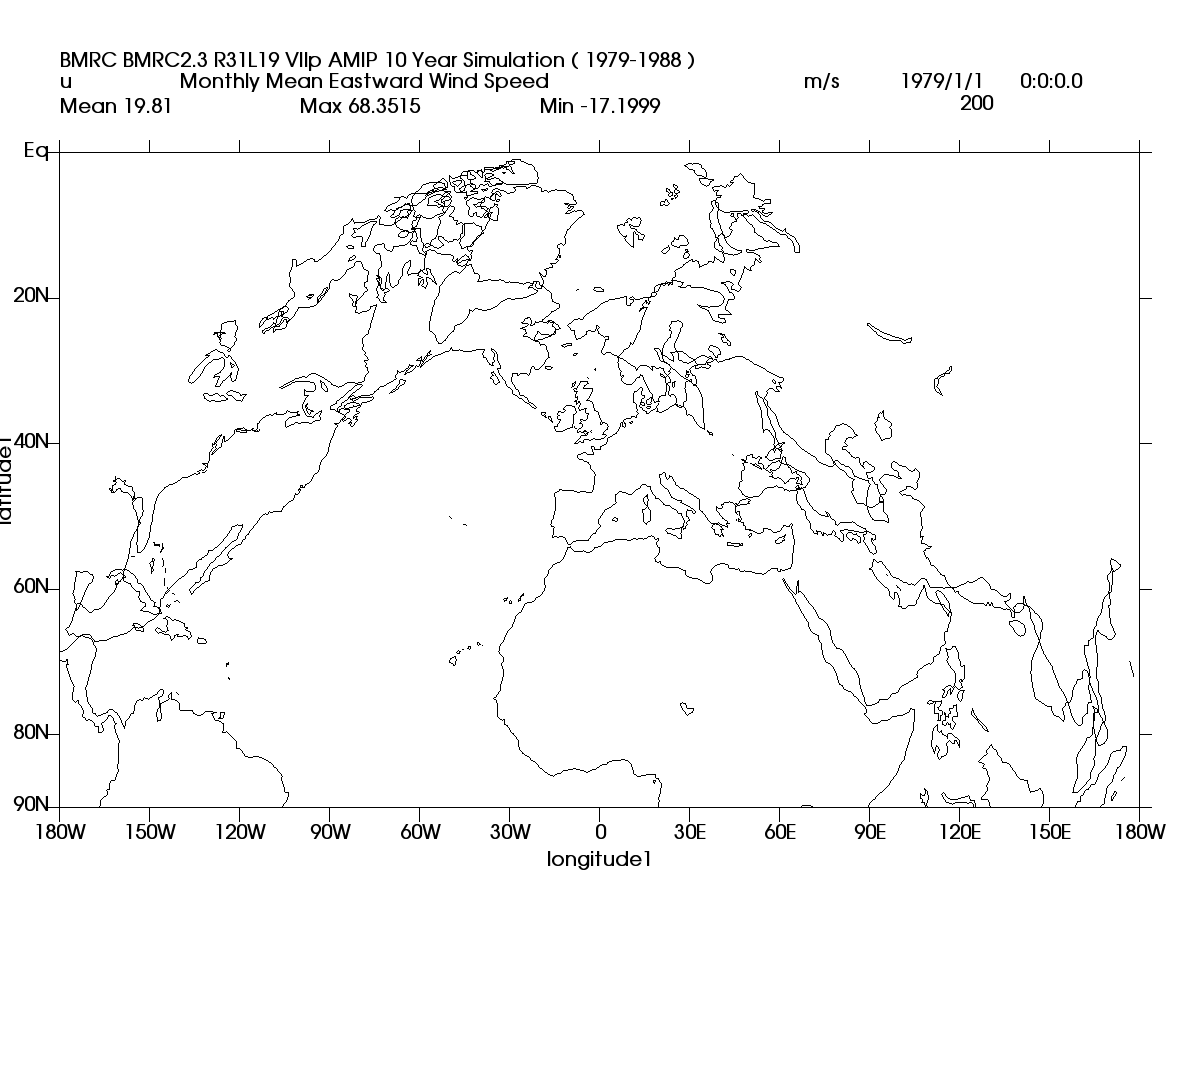 BMRC BMRC2.3 R31L19 VIIp AMIP 10 Year Simulation ( 1979-1988 )
u Monthly Mean Eastward Wind Speed m/s 1979/1/1 0:0:0.0
Mean 19.81 Max 68.3515 Min -17.1999 200
Eq
20N
40N
latitude1
60N
80N
90N
180W 150W 120W 90W 60W 30W 0 30E 60E 90E 120E 150E 180W
longitude1